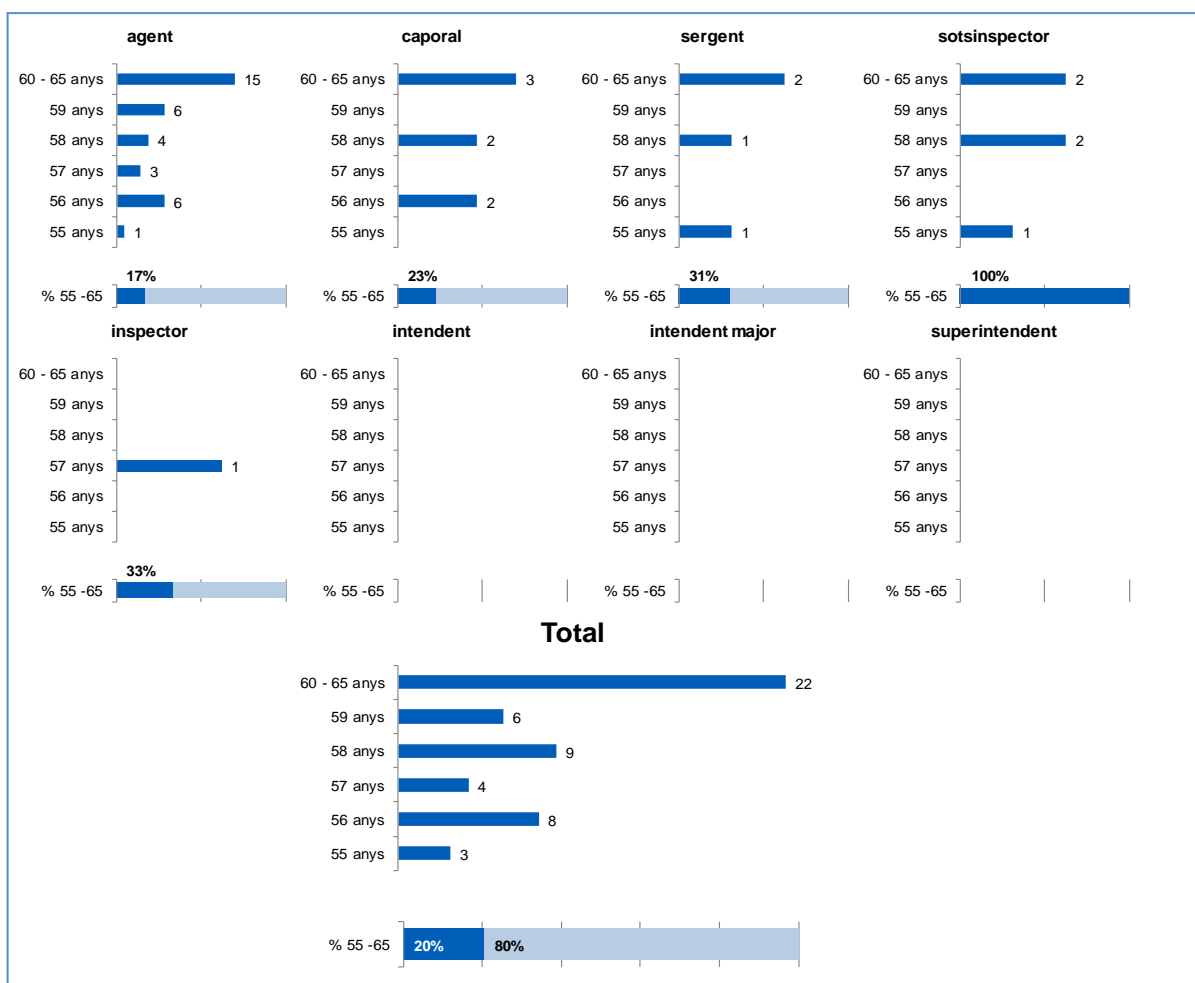 agent
60 - 65 anys 15
59 anys 6
58 anys 4
57 anys 3
56 anys 6
55 anys 1
17%
% 55 -65
caporal
60 - 65 anys 3
59 anys
58 anys 2
57 anys
56 anys 2
55 anys
23%
% 55 -65
sergent
60 - 65 anys 2
59 anys
58 anys 1
57 anys
56 anys
55 anys 1
31%
% 55 -65
sotsinspector
60 - 65 anys 2
59 anys
58 anys 2
57 anys
56 anys
55 anys 1
100%
% 55 -65
inspector
60 - 65 anys
59 anys
58 anys
57 anys 1
56 anys
55 anys
33%
% 55 -65
intendent
60 - 65 anys
59 anys
58 anys
57 anys
56 anys
55 anys
% 55 -65
intendent major
60 - 65 anys
59 anys
58 anys
57 anys
56 anys
55 anys
% 55 -65
superintendent
60 - 65 anys
59 anys
58 anys
57 anys
56 anys
55 anys
% 55 -65
Total
60 - 65 anys 22
59 anys 6
58 anys 9
57 anys 4
56 anys 8
55 anys 3
% 55 -65 20% 80%